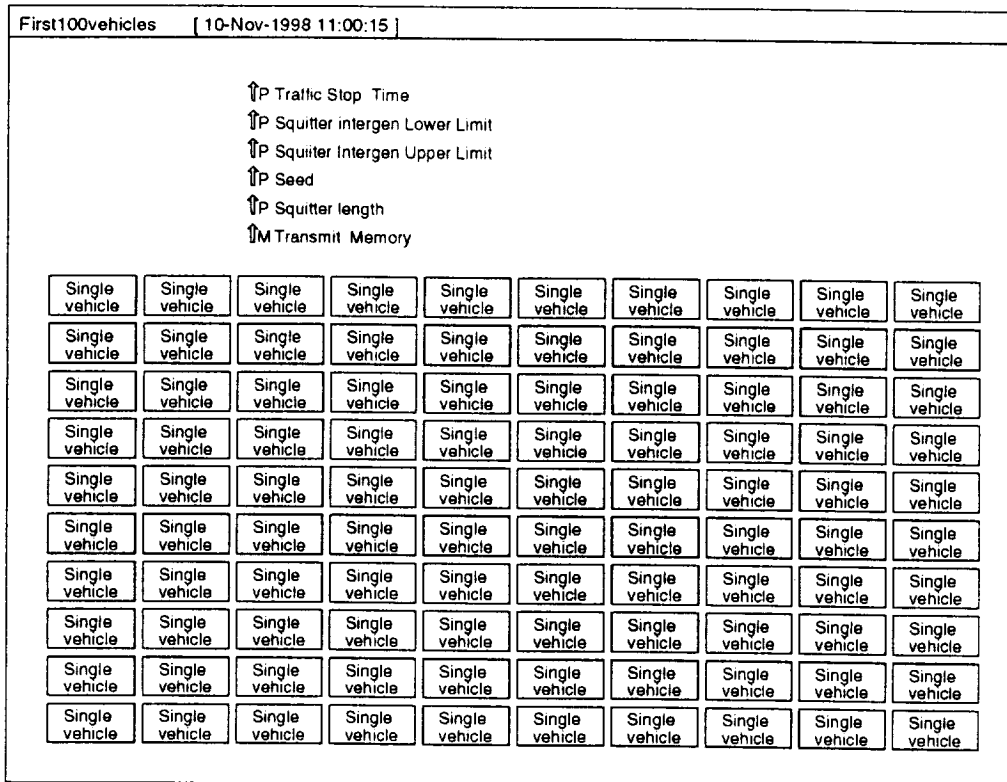 First100vehicles [ 10-Nov-1998 11:00:15 ]
⇧P Traffic Stop Time
⇧P Squitter intergen Lower Limit
⇧P Squitter Intergen Upper Limit
⇧P Seed
⇧P Squitter length
⇧M Transmit Memory
Single Single Single Single Single Single Single Single Single Single
vehicle vehicle vehicle vehicle vehicle vehicle vehicle vehicle vehicle vehicle
Single Single Single Single Single Single Single Single Single Single
vehicle vehicle vehicle vehicle vehicle vehicle vehicle vehicle vehicle vehicle
Single Single Single Single Single Single Single Single Single Single
vehicle vehicle vehicle vehicle vehicle vehicle vehicle vehicle vehicle vehicle
Single Single Single Single Single Single Single Single Single Single
vehicle vehicle vehicle vehicle vehicle vehicle vehicle vehicle vehicle vehicle
Single Single Single Single Single Single Single Single Single Single
vehicle vehicle vehicle vehicle vehicle vehicle vehicle vehicle vehicle vehicle
Single Single Single Single Single Single Single Single Single Single
vehicle vehicle vehicle vehicle vehicle vehicle vehicle vehicle vehicle vehicle
Single Single Single Single Single Single Single Single Single Single
vehicle vehicle vehicle vehicle vehicle vehicle vehicle vehicle vehicle vehicle
Single Single Single Single Single Single Single Single Single Single
vehicle vehicle vehicle vehicle vehicle vehicle vehicle vehicle vehicle vehicle
Single Single Single Single Single Single Single Single Single Single
vehicle vehicle vehicle vehicle vehicle vehicle vehicle vehicle vehicle vehicle
Single Single Single Single Single Single Single Single Single Single
vehicle vehicle vehicle vehicle vehicle vehicle vehicle vehicle vehicle vehicle